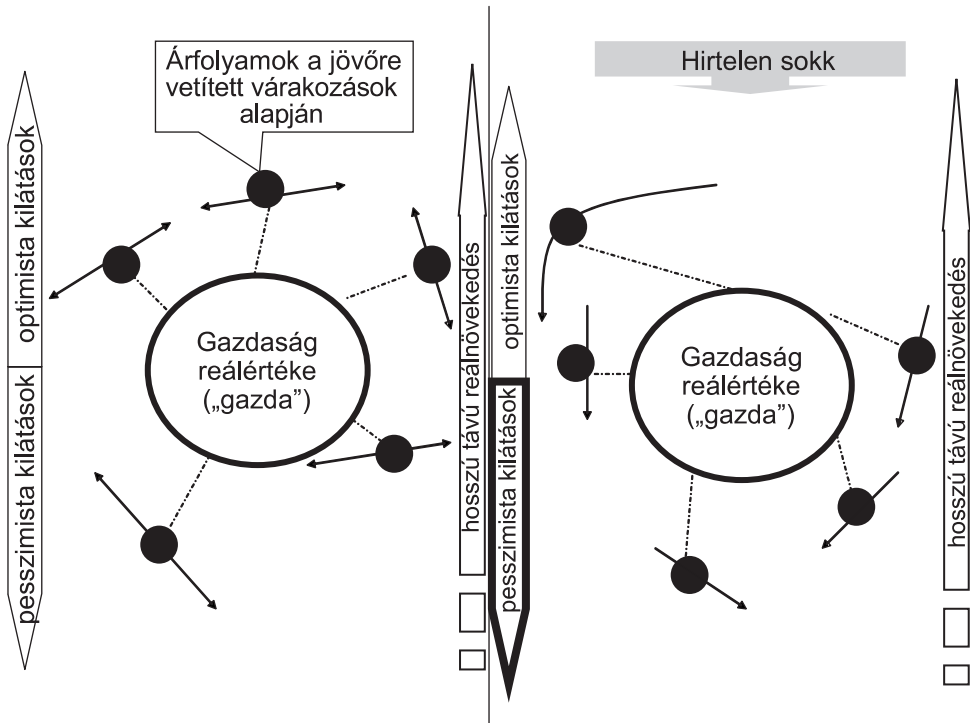 Árfolyamok a jövőre
vetített várakozások
alapján
optimista kilátások
pesszimista kilátások
Gazdaság
reálértéke
(„gazda”)
hosszú távú reálnövekedés
Hirtelen sokk
optimista kilátások
pesszimista kilátások
Gazdaság
reálértéke
(„gazda”)
hosszú távú reálnövekedés